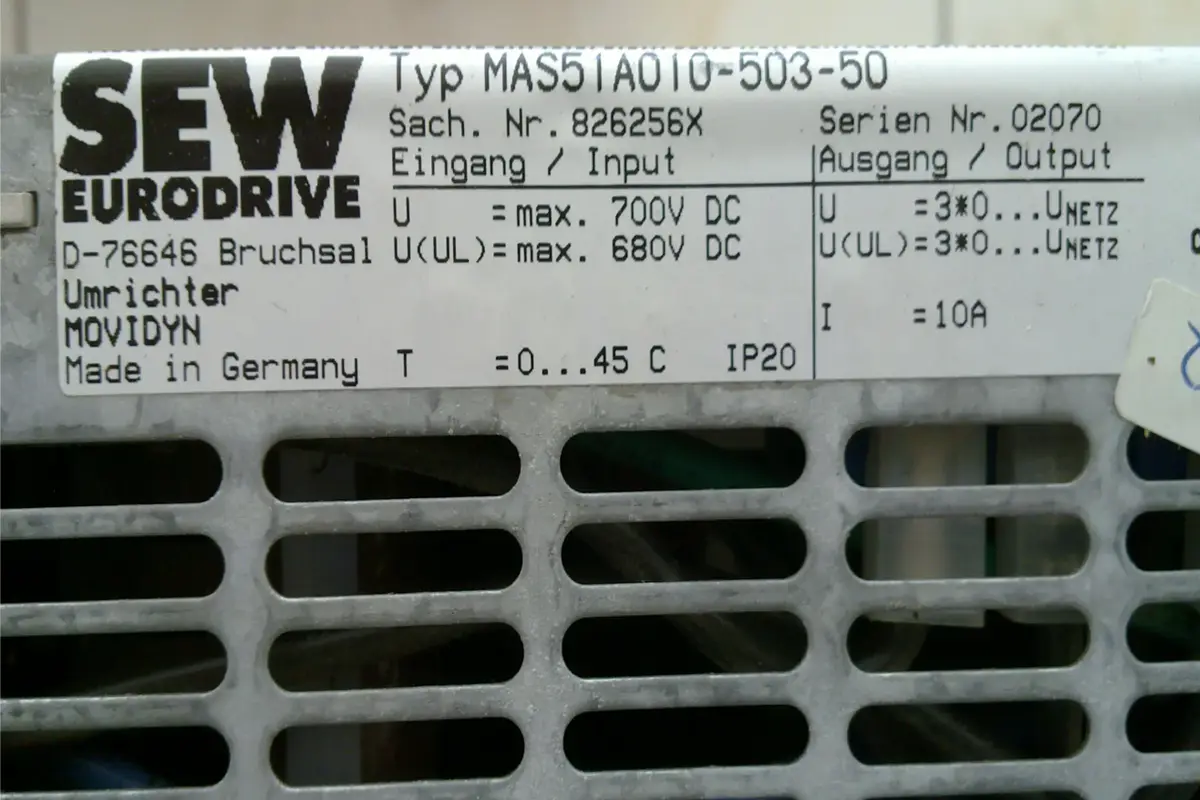 SEW
EURODRIVE
D-76646 Bruchsal
Umrichter
MOVIDYN
Made in Germany
Typ MAS51A010-503-50
Sach. Nr. 826256X
Serien Nr. 02070
Eingang / Input
Ausgang / Output
U =max. 700V DC
U =3*0...UNETZ
U(UL)=max. 680V DC
U(UL)=3*0...UNETZ
I =10A
T =0...45 C IP20